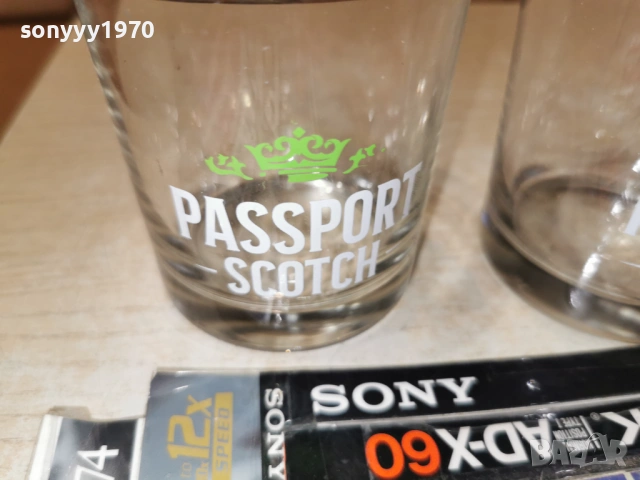 sonyyy1970
PASSPORT
SCOTCH
SONY
SONY
12x
SPEED
74
AD-X60